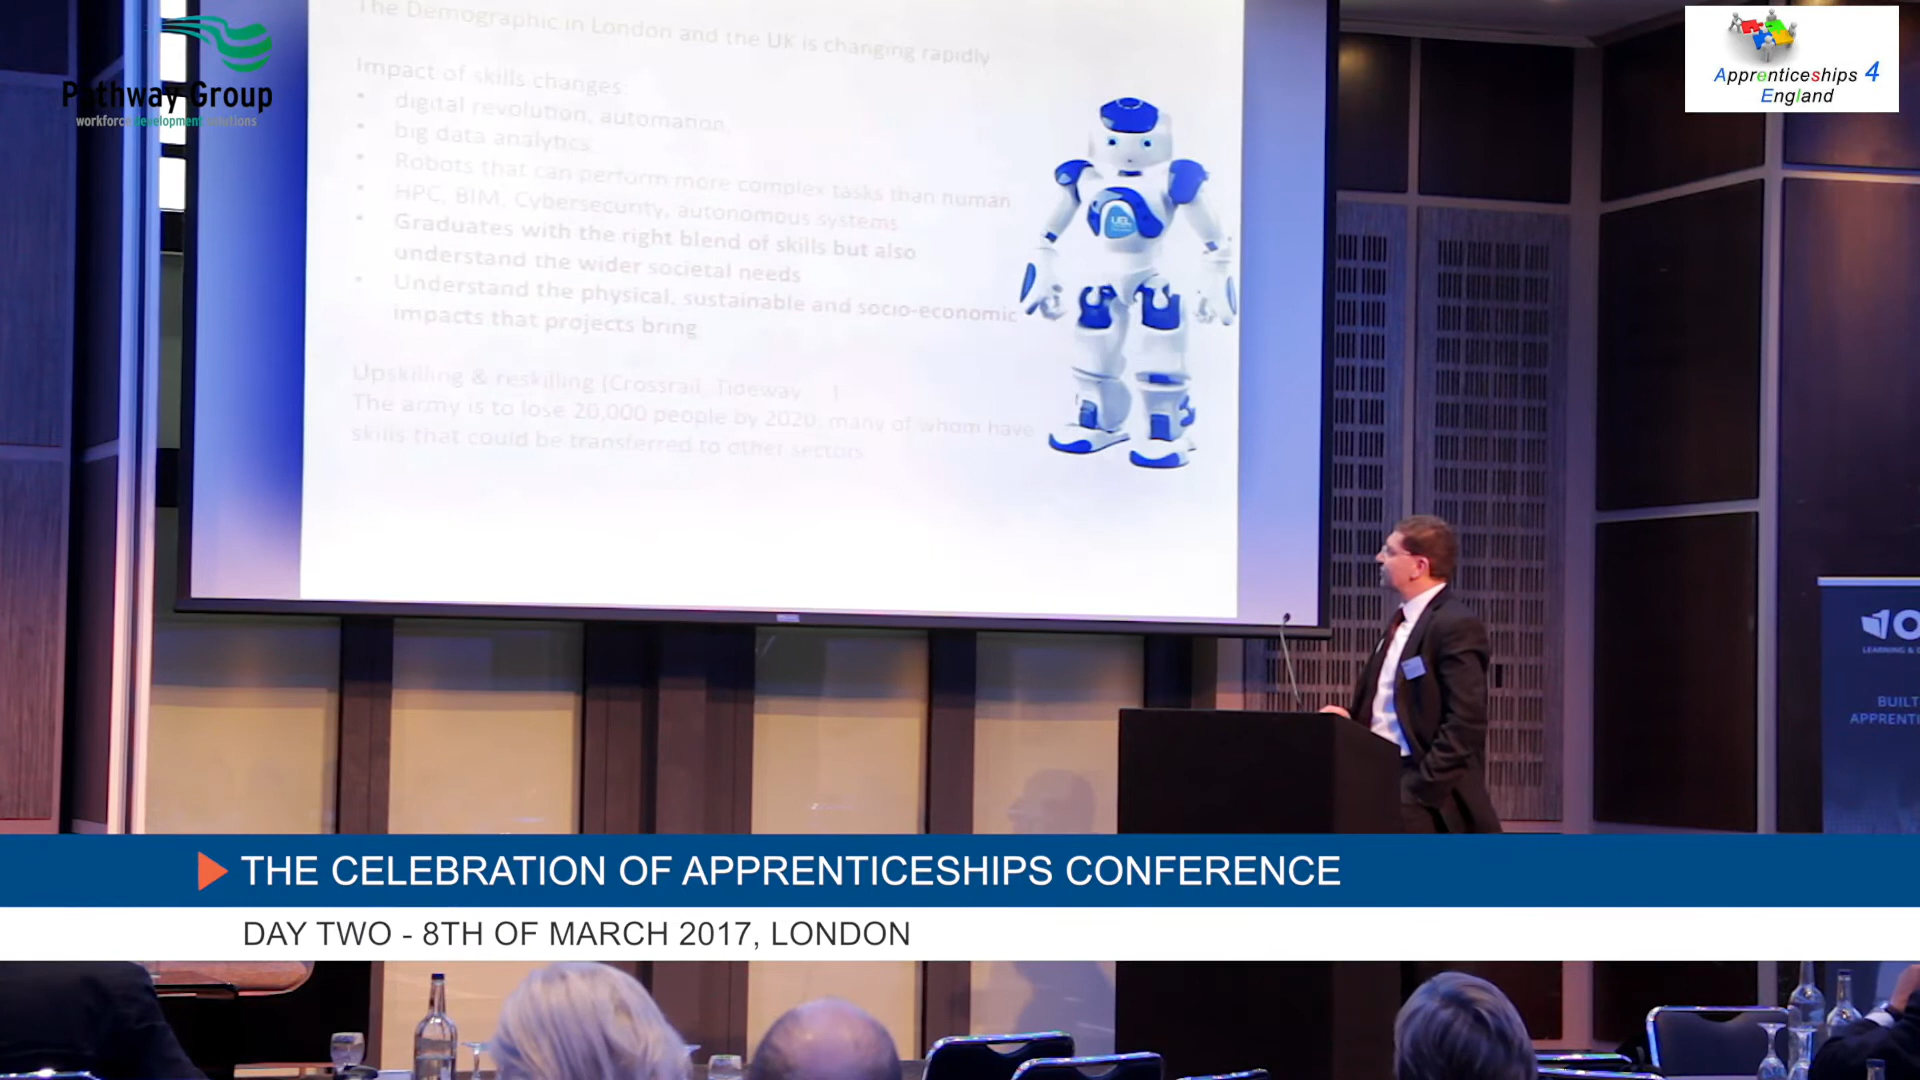 The Demographic in London and the UK is changing rapidly
Impact of skills changes:
• digital revolution, automation,
• big data analytics
• Robots that can perform more complex tasks than human
• HPC, BIM, Cybersecurity, autonomous systems
• Graduates with the right blend of skills but also
understand the wider societal needs
• Understand the physical, sustainable and socio-economic
impacts that projects bring
Upskilling & reskilling (Crossrail, Tideway
The army is to lose 20,000 people by 2020, many of whom have
skills that could be transferred to other sectors
Pathway Group
workforce development solutions
Apprenticeships 4
England
UEL
LEARNING &
BUILT
APPRENTI
THE CELEBRATION OF APPRENTICESHIPS CONFERENCE
DAY TWO - 8TH OF MARCH 2017, LONDON